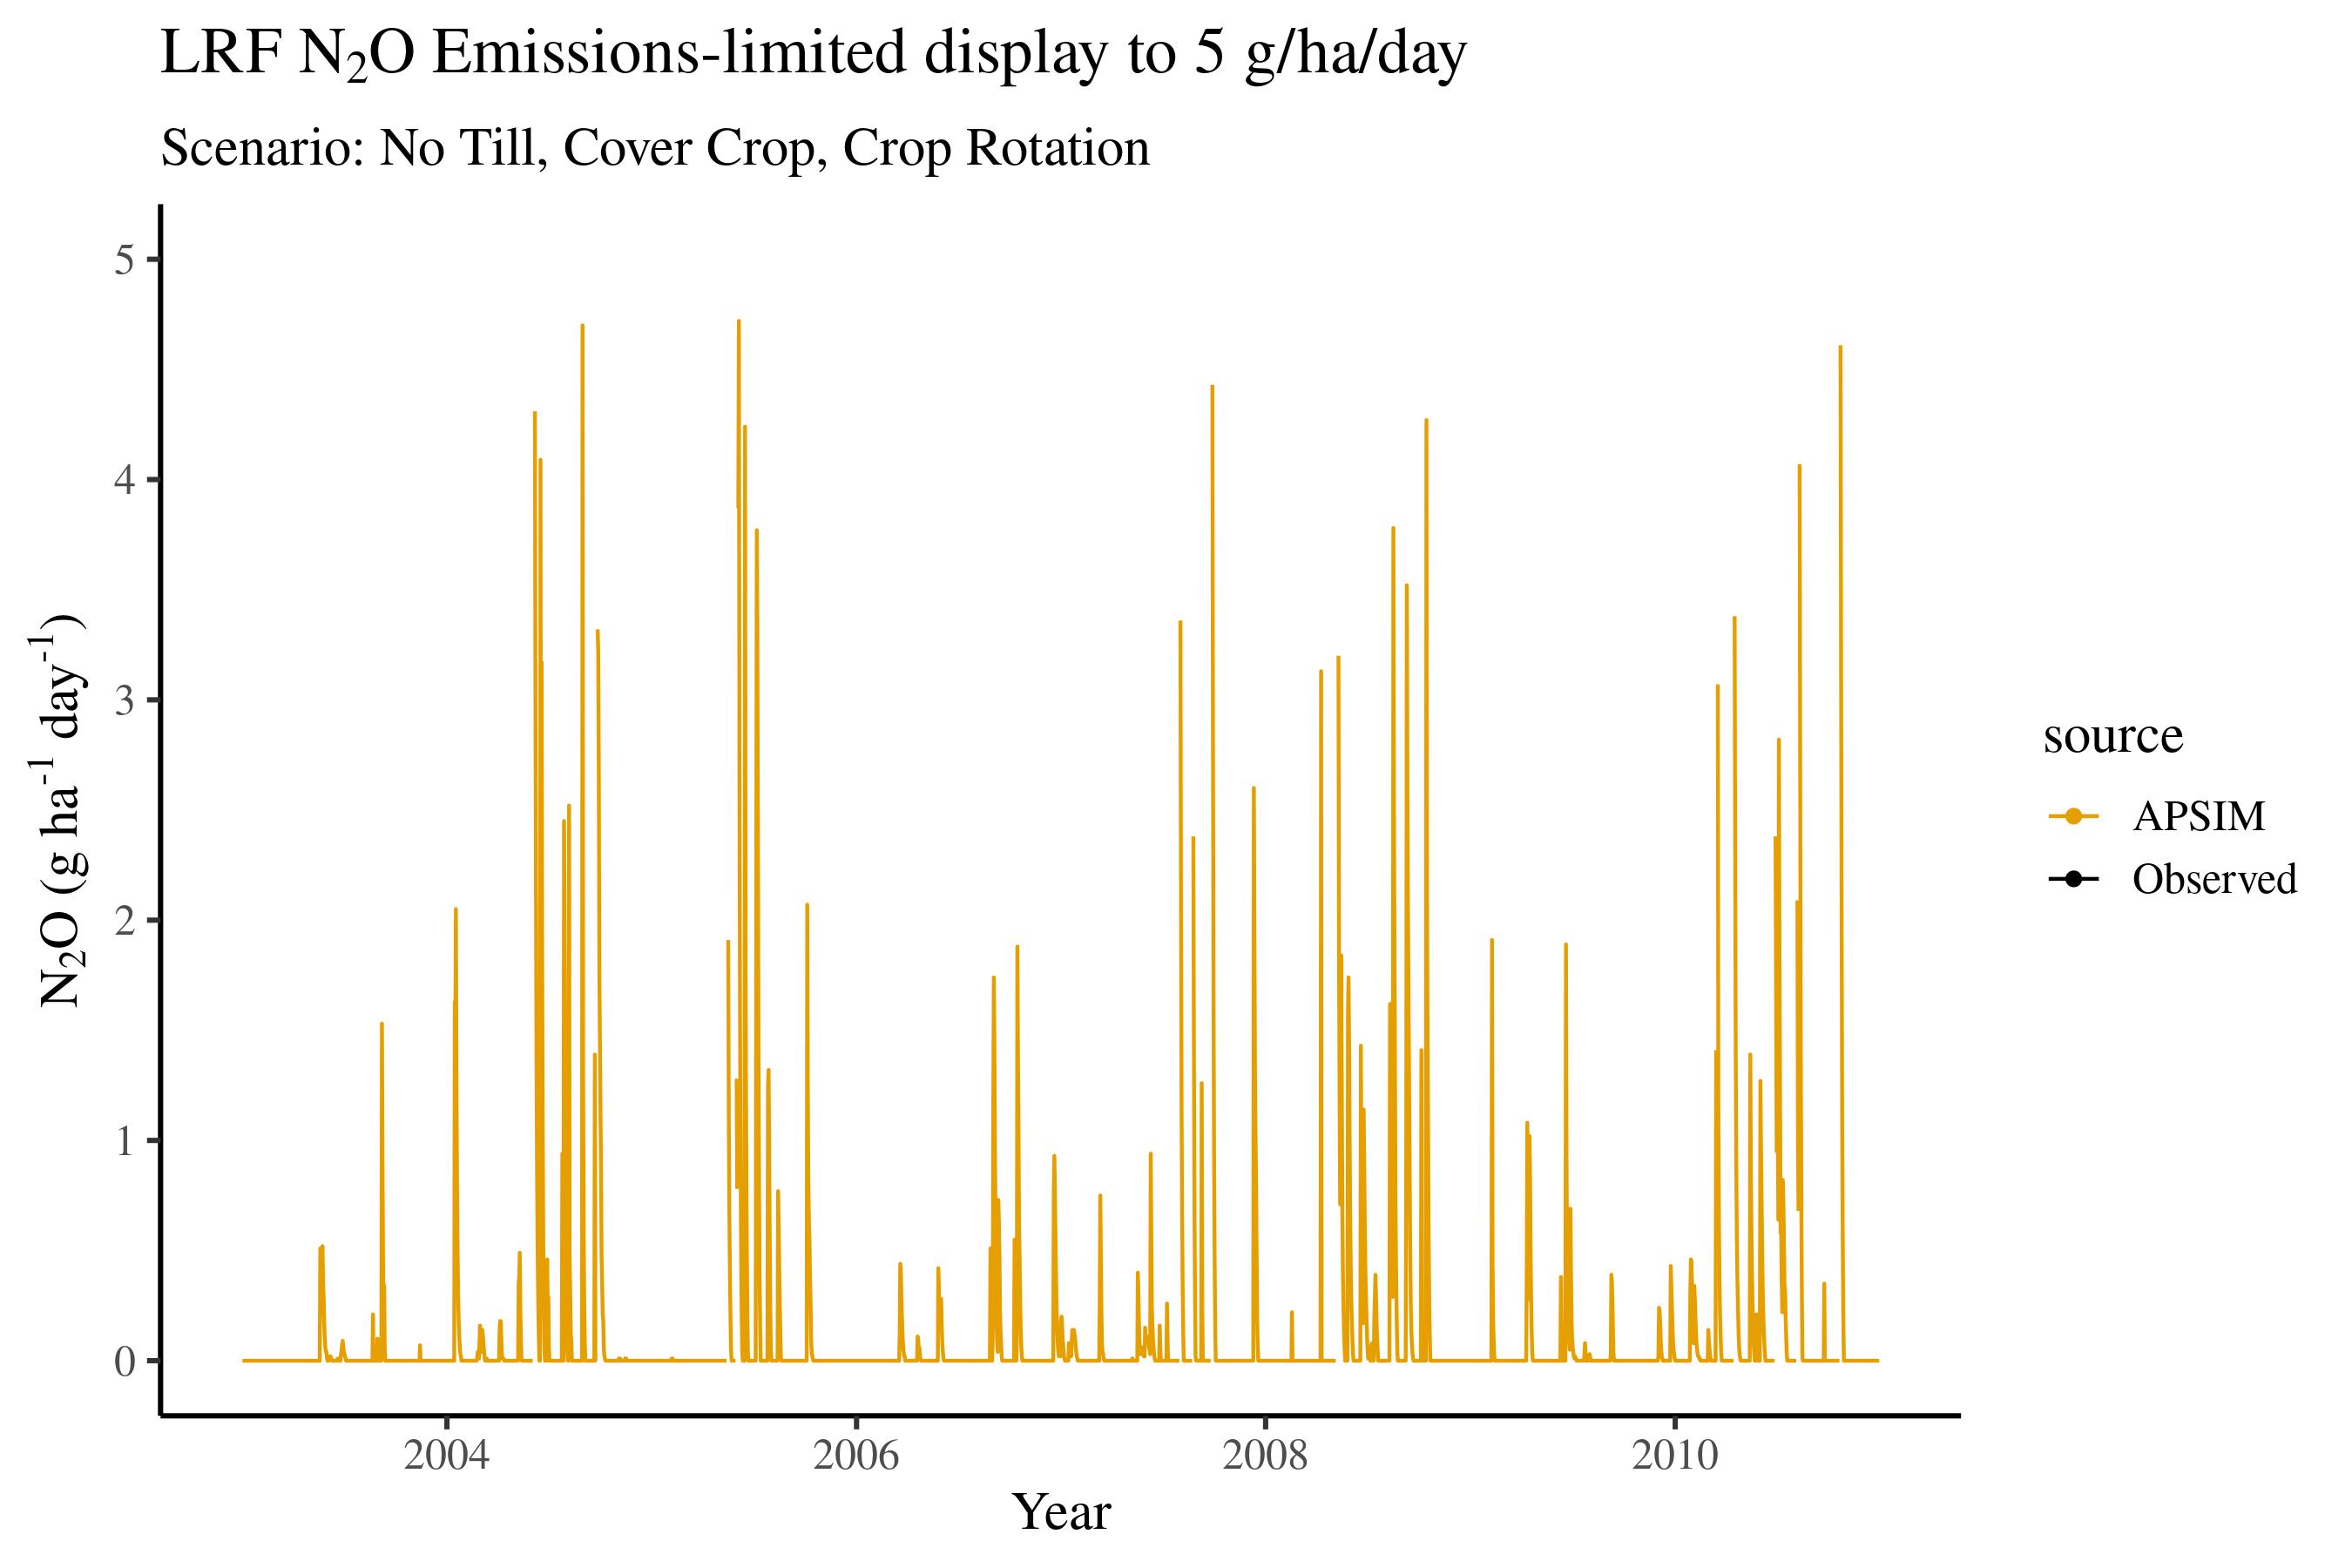 LRF N₂O Emissions-limited display to 5 g/ha/day
Scenario: No Till, Cover Crop, Crop Rotation
5
4
3
2
1
0
N₂O (g ha⁻¹ day⁻¹)
2004 2006 2008 2010
Year
source
APSIM
Observed